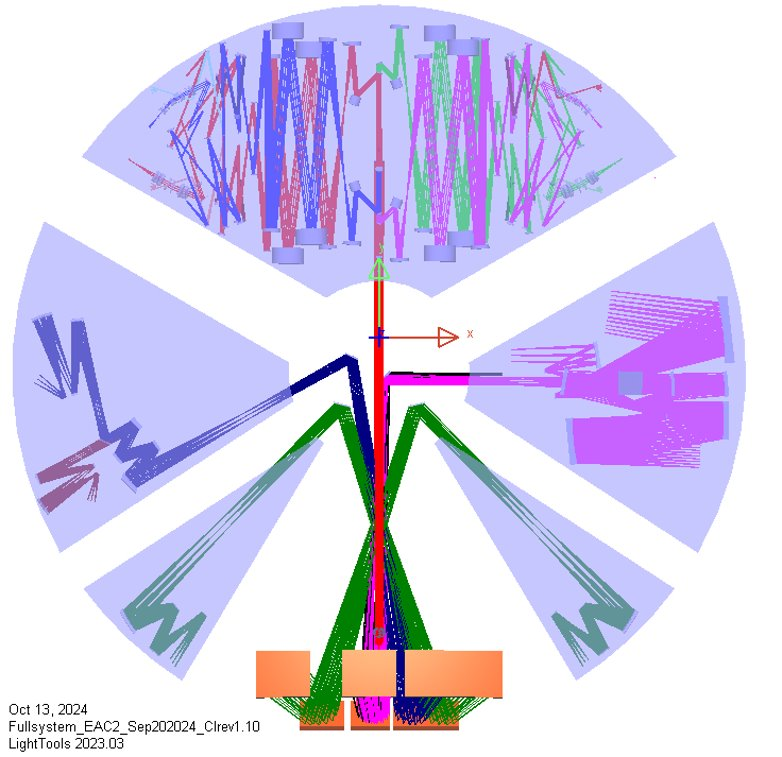 y
x
Oct 13, 2024
Fullsystem_EAC2_Sep202024_CIrev1.10
LightTools 2023.03